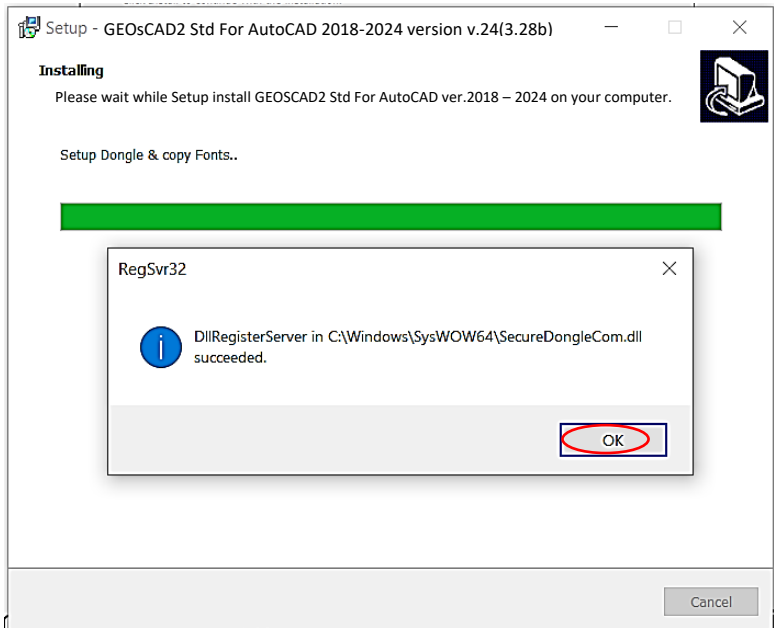 Setup - GEOsCAD2 Std For AutoCAD 2018-2024 version v.24(3.28b)
Installing
Please wait while Setup install GEOSCAD2 Std For AutoCAD ver.2018 – 2024 on your computer.
Setup Dongle & copy Fonts..
RegSvr32
DllRegisterServer in C:\Windows\SysWOW64\SecureDongleCom.dll
succeeded.
OK
Cancel